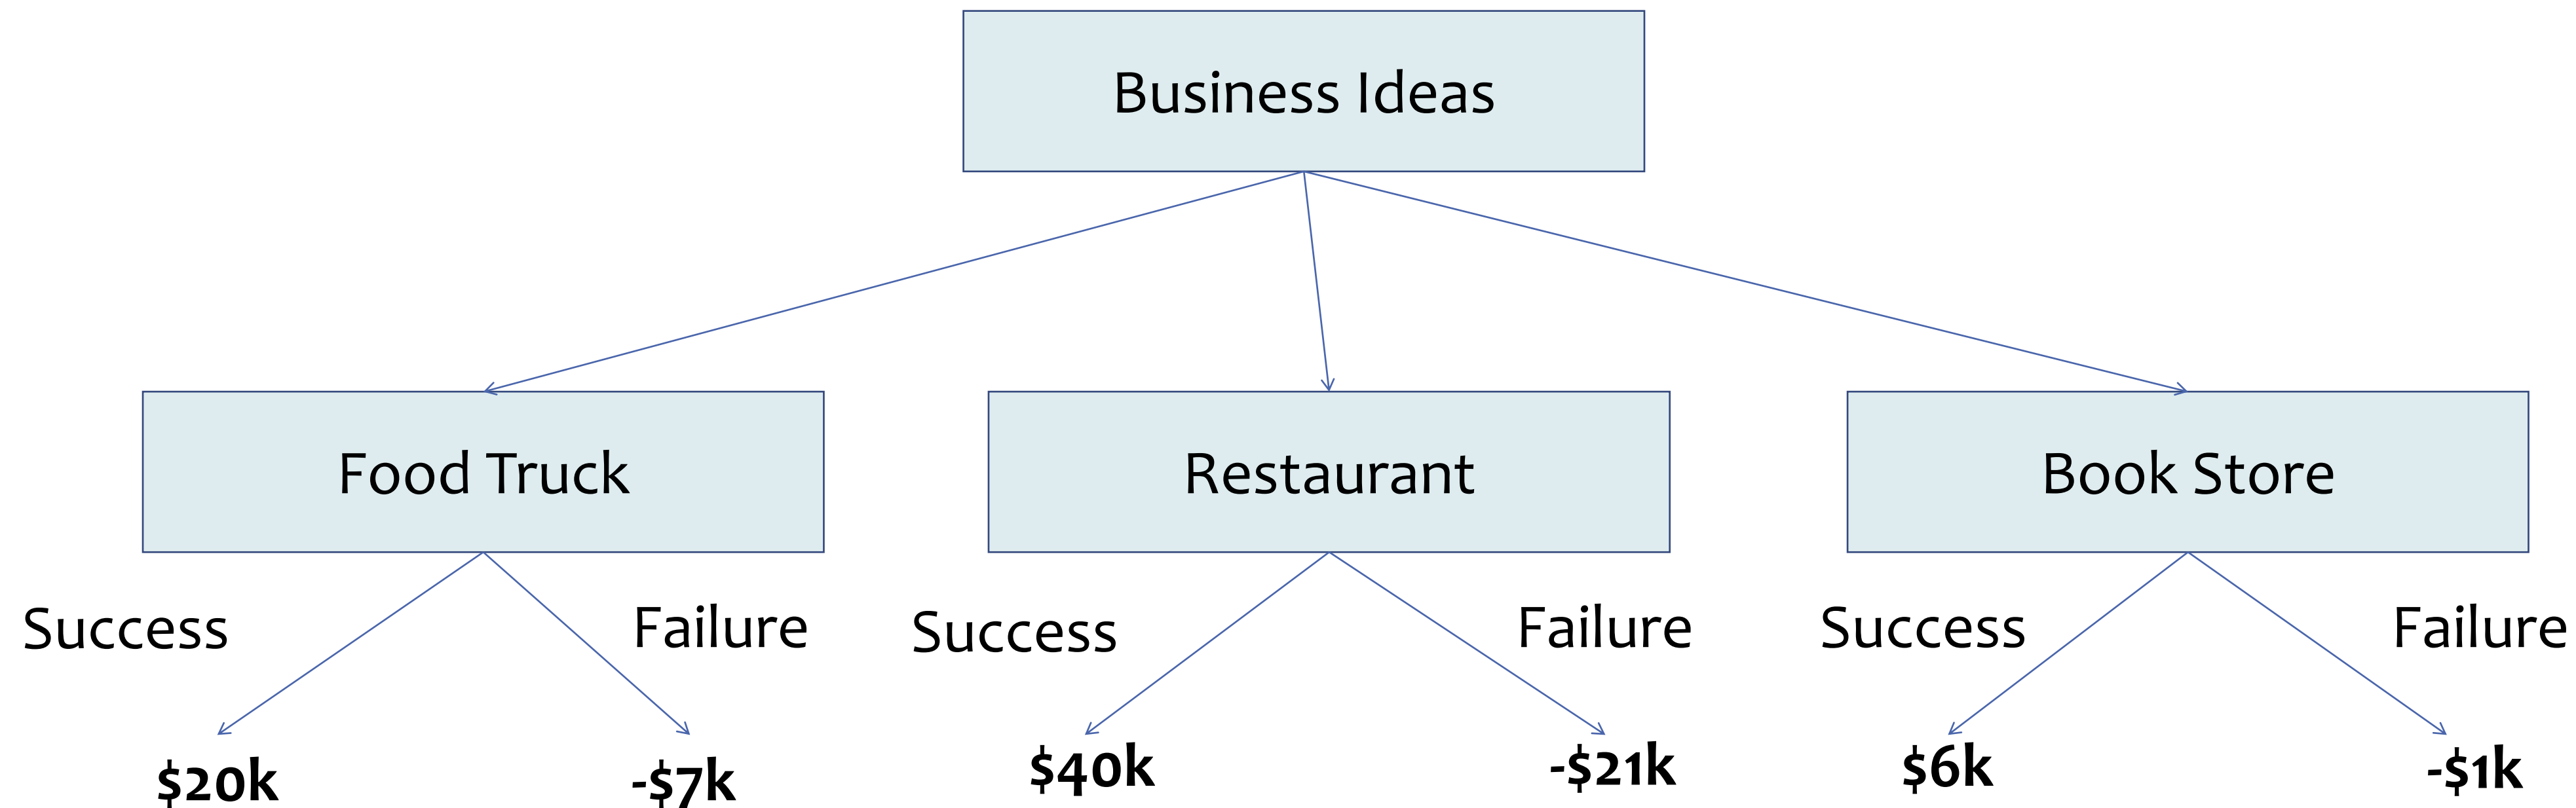 Business Ideas
Food Truck
Restaurant
Book Store
Success
Failure
Success
Failure
Success
Failure
$20k
-$7k
$40k
-$21k
$6k
-$1k